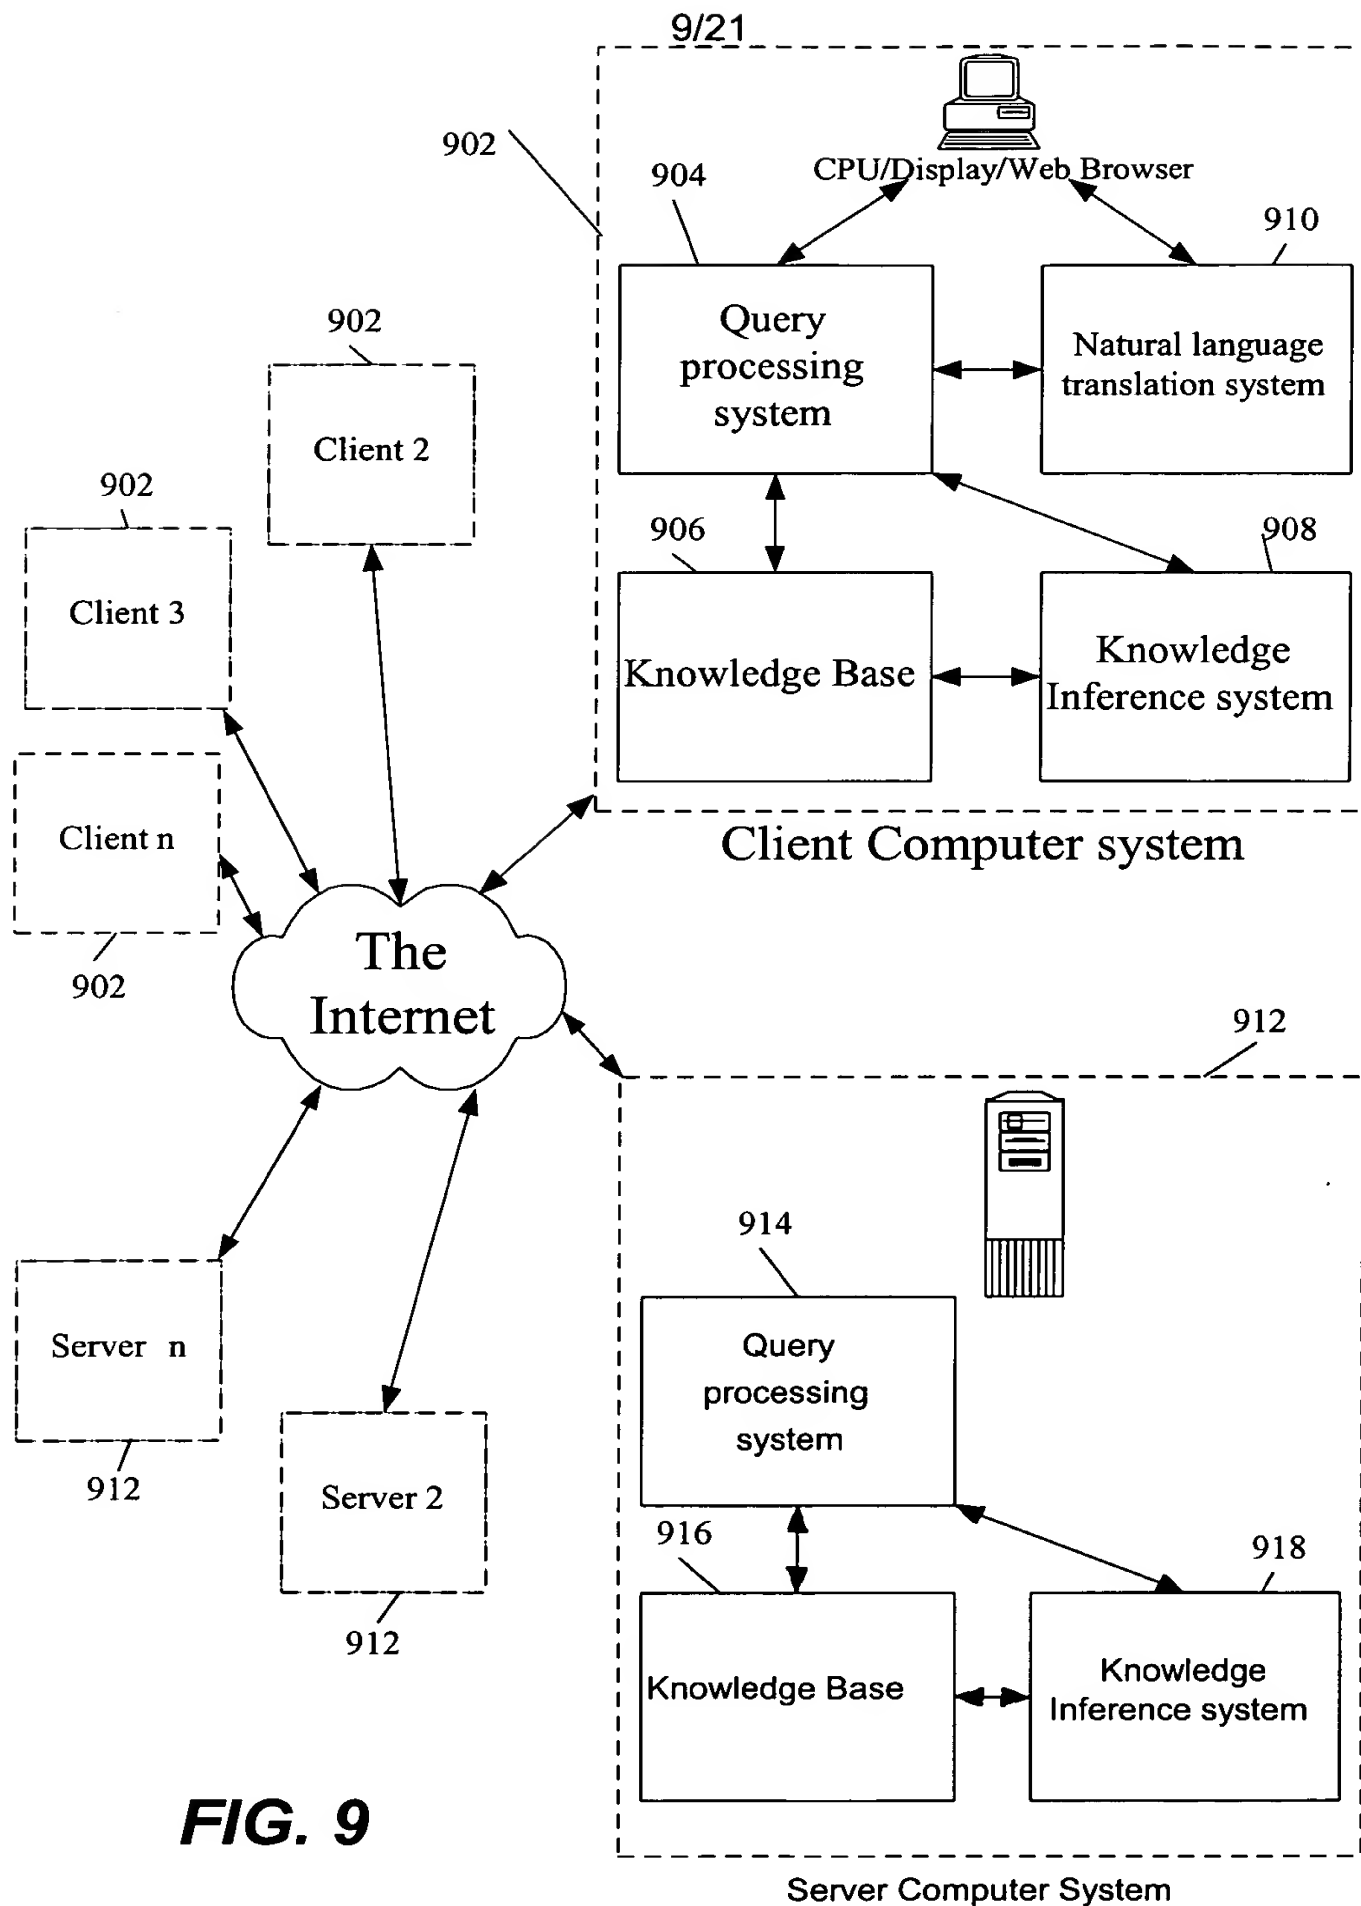 9/21
902
CPU/Display/Web Browser
904
910
Query
processing
system
Natural language
translation system
902
Client 2
902
Client 3
906
908
Knowledge Base
Knowledge
Inference system
Client n
902
Client Computer system
The
Internet
912
914
Query
processing
system
Server n
912
Server 2
912
916
918
Knowledge Base
Knowledge
Inference system
FIG. 9
Server Computer System